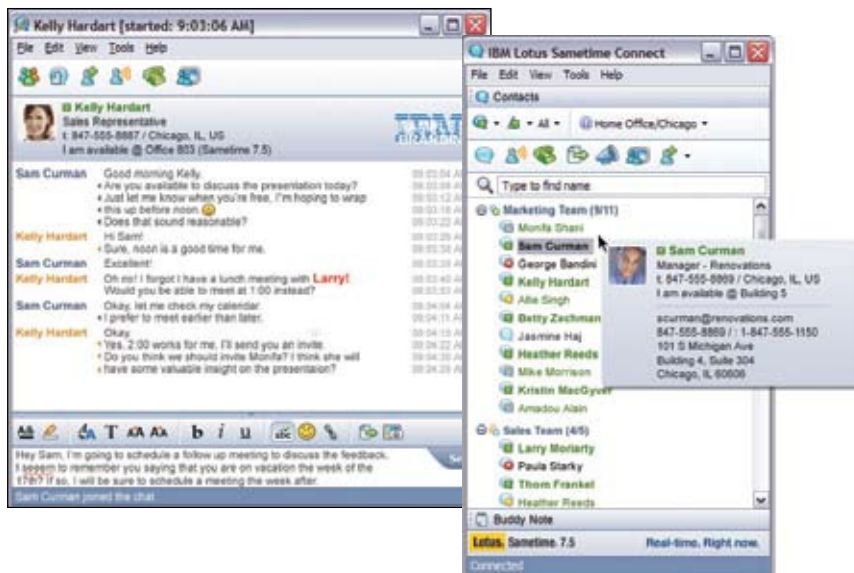 Kelly Hardart [started: 9:03:06 AM]
File Edit View Tools Help
Kelly Hardart
Sales Representative
t: 847-555-8887 / Chicago, IL, US
I am available @ Office 803 (Sametime 7.5)
Sam Curman Good morning Kelly.
Are you available to discuss the presentation today?
Just let me know when you're free, I'm hoping to wrap
this up before noon
Does that sound reasonable?
Kelly Hardart Hi Sam!
Sure, noon is a good time for me.
Sam Curman Excellent!
Kelly Hardart Oh no! I forgot I have a lunch meeting with Larry!
Would you be able to meet at 1:00 instead?
Sam Curman Okay, let me check my calendar.
I prefer to meet earlier than later.
Kelly Hardart Okay.
Yes, 2:00 works for me, I'll send you an invite.
Do you think we should invite Monifa? I think she will
have some valuable insight on the presentaion?
b i u abc
Hey Sam, I'm going to schedule a follow up meeting to discuss the feedback.
I seeem to remember you saying that you are on vacation the week of the
17th? If so, I will be sure to schedule a meeting the week after.
Sam Curman joined the chat.
IBM Lotus Sametime Connect
File Edit View Tools Help
Contacts
All Home Office/Chicago
Type to find name
Marketing Team (9/11)
Monifa Shani
Sam Curman
George Bandini
Kelly Hardart
Allie Singh
Betty Zechman
Jasmine Haj
Heather Reeds
Mike Morrison
Kristin MacGyver
Amadou Alain
Sales Team (4/5)
Larry Moriarty
Paula Starky
Thom Frankel
Heather Reeds
Buddy Note
Lotus. Sametime. 7.5 Real-time. Right now.
Connected
Sam Curman
Manager - Renovations
t: 847-555-8869 / Chicago, IL, US
I am available @ Building 5
scurman@renovations.com
847-555-8869 / : 1-847-555-1150
101 S Michigan Ave
Building 4, Suite 304
Chicago, IL 60606